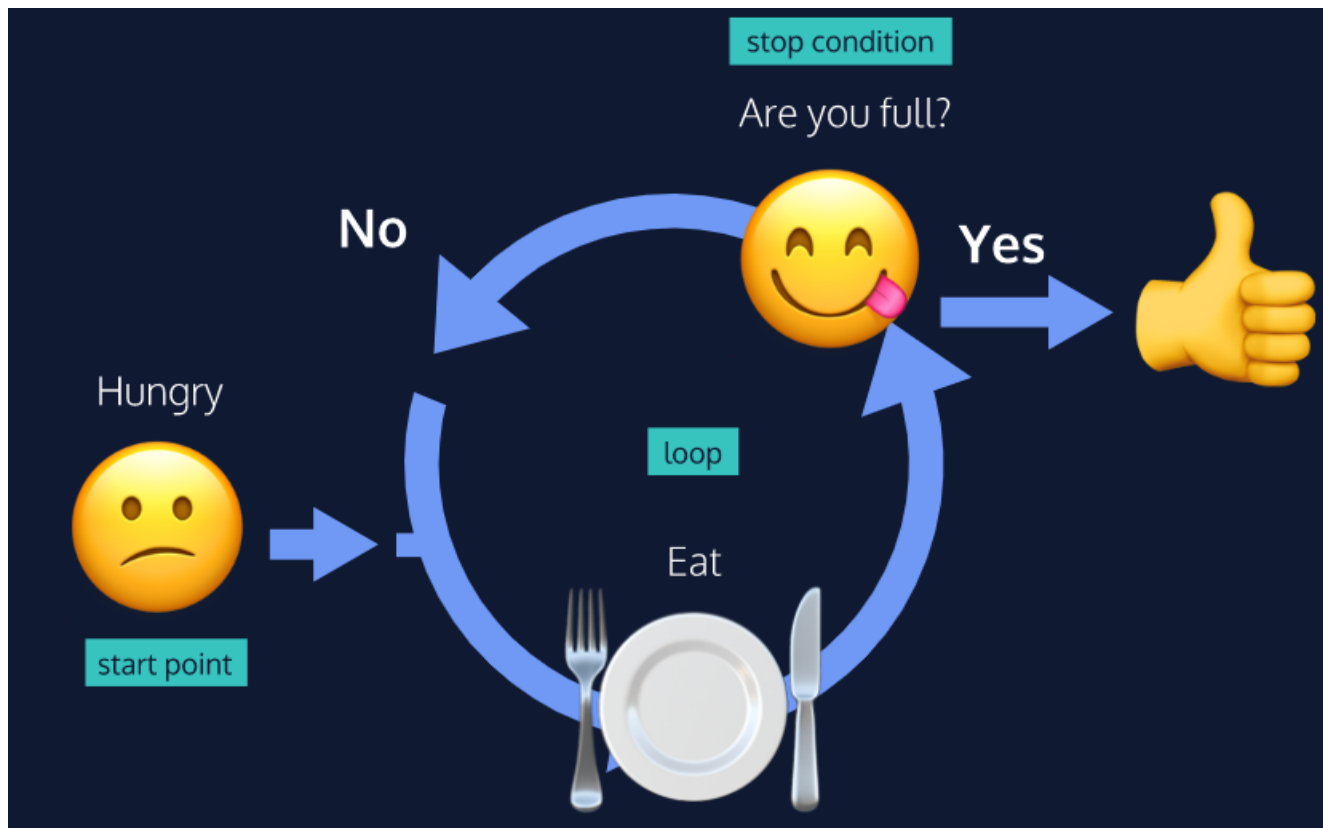 stop condition
Are you full?
No
Yes
Hungry
loop
Eat
start point